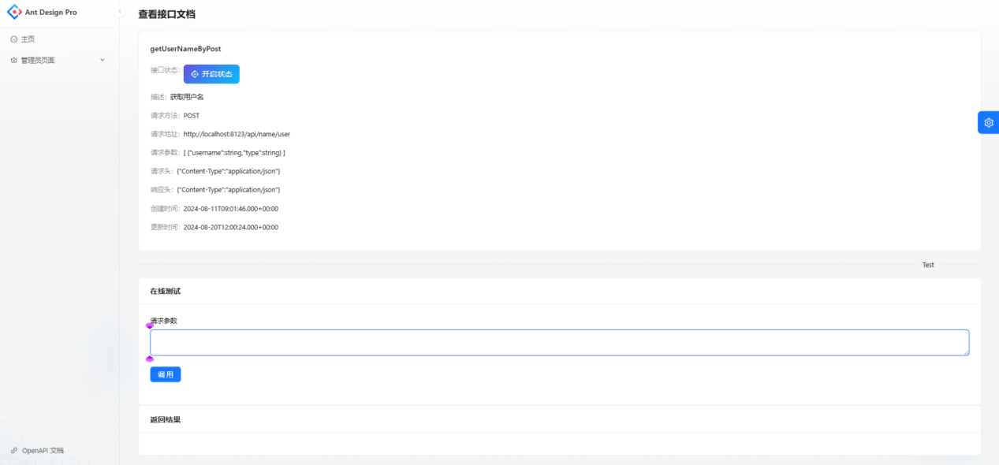 Ant Design Pro
主页
管理员页面
OpenAPI 文档
查看接口文档
getUserNameByPost
接口状态: 开启状态
描述: 获取用户名
请求方法: POST
请求地址: http://localhost:8123/api/name/user
请求参数: [ {"username":string,"type":string} ]
请求头: {"Content-Type":"application/json"}
响应头: {"Content-Type":"application/json"}
创建时间: 2024-08-11T09:01:46.000+00:00
更新时间: 2024-08-20T12:00:24.000+00:00
Test
在线测试
请求参数
调用
返回结果